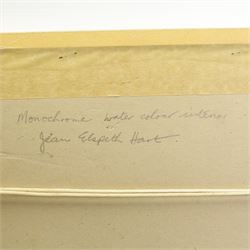 Monochrome water colour interior
Jean Elspeth Hart.